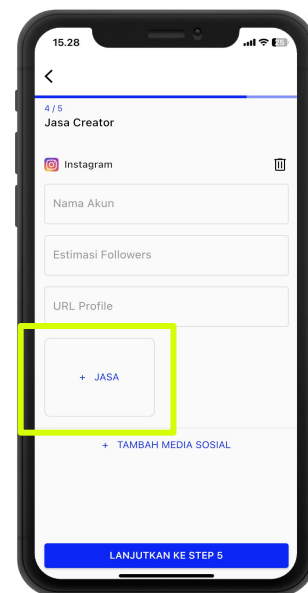 15.28
25
4 / 5
Jasa Creator
Instagram
Nama Akun
Estimasi Followers
URL Profile
+ JASA
+ TAMBAH MEDIA SOSIAL
LANJUTKAN KE STEP 5